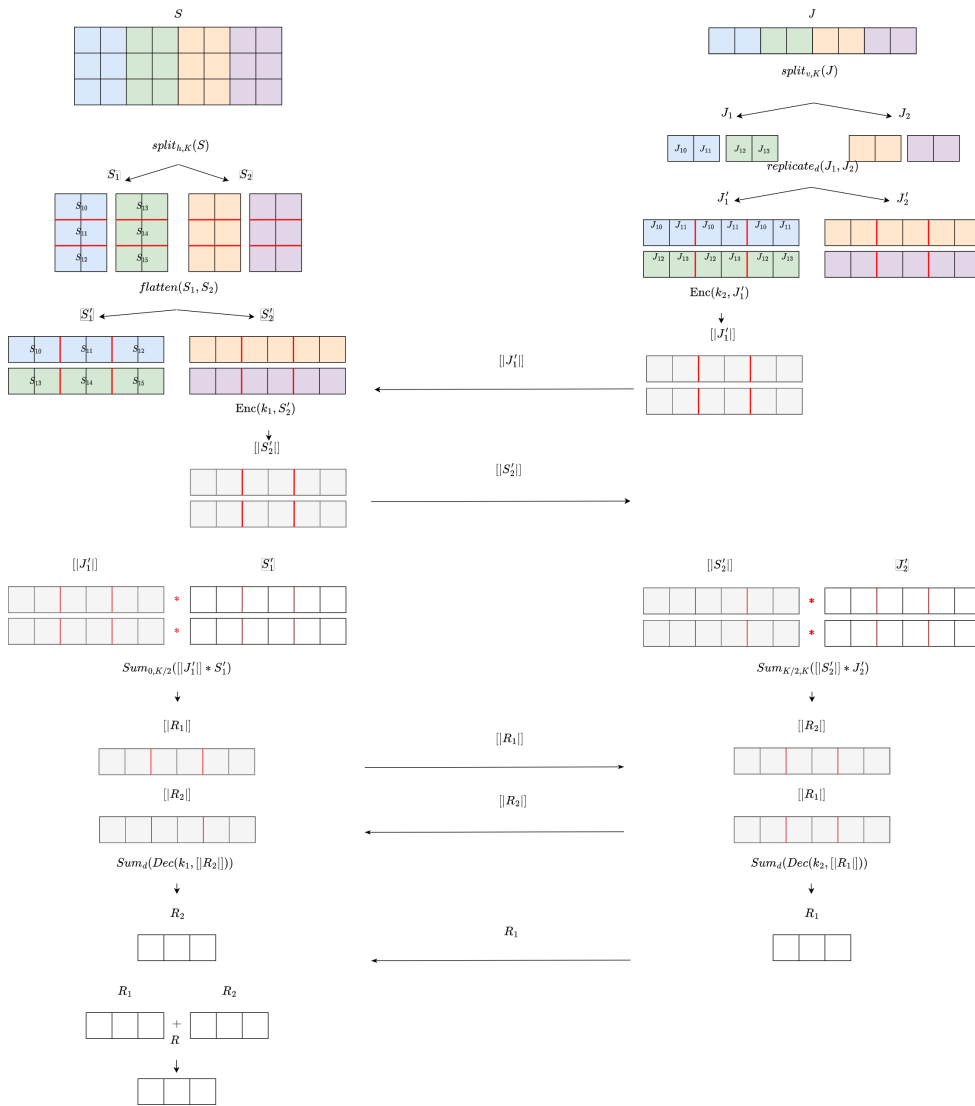 S
J
split_{v,K}(J)
J_1
J_2
split_{h,K}(S)
J_{10} J_{11} J_{12} J_{13}
replicate_d(J_1, J_2)
S_1
S_2
J'_1
J'_2
S_{10} S_{13}
S_{11} S_{14}
S_{12} S_{15}
J_{10} J_{11} J_{10} J_{11} J_{10} J_{11}
J_{12} J_{13} J_{12} J_{13} J_{12} J_{13}
flatten(S_1, S_2)
Enc(k_2, J'_1)
S'_1
S'_2
[|J'_1|]
S_{10} S_{11} S_{12}
[|J'_1|]
S_{13} S_{14} S_{15}
Enc(k_1, S'_2)
[|S'_2|]
[|S'_2|]
[|J'_1|]
S'_1
[|S'_2|]
J'_2
*
*
*
*
Sum_{0,K/2}([|J'_1|] * S'_1)
Sum_{K/2,K}([|S'_2|] * J'_2)
[|R_1|]
[|R_2|]
[|R_1|]
[|R_2|]
[|R_1|]
[|R_2|]
Sum_d(Dec(k_1, [|R_2|]))
Sum_d(Dec(k_2, [|R_1|]))
R_2
R_1
R_1
R_1
R_2
+
R